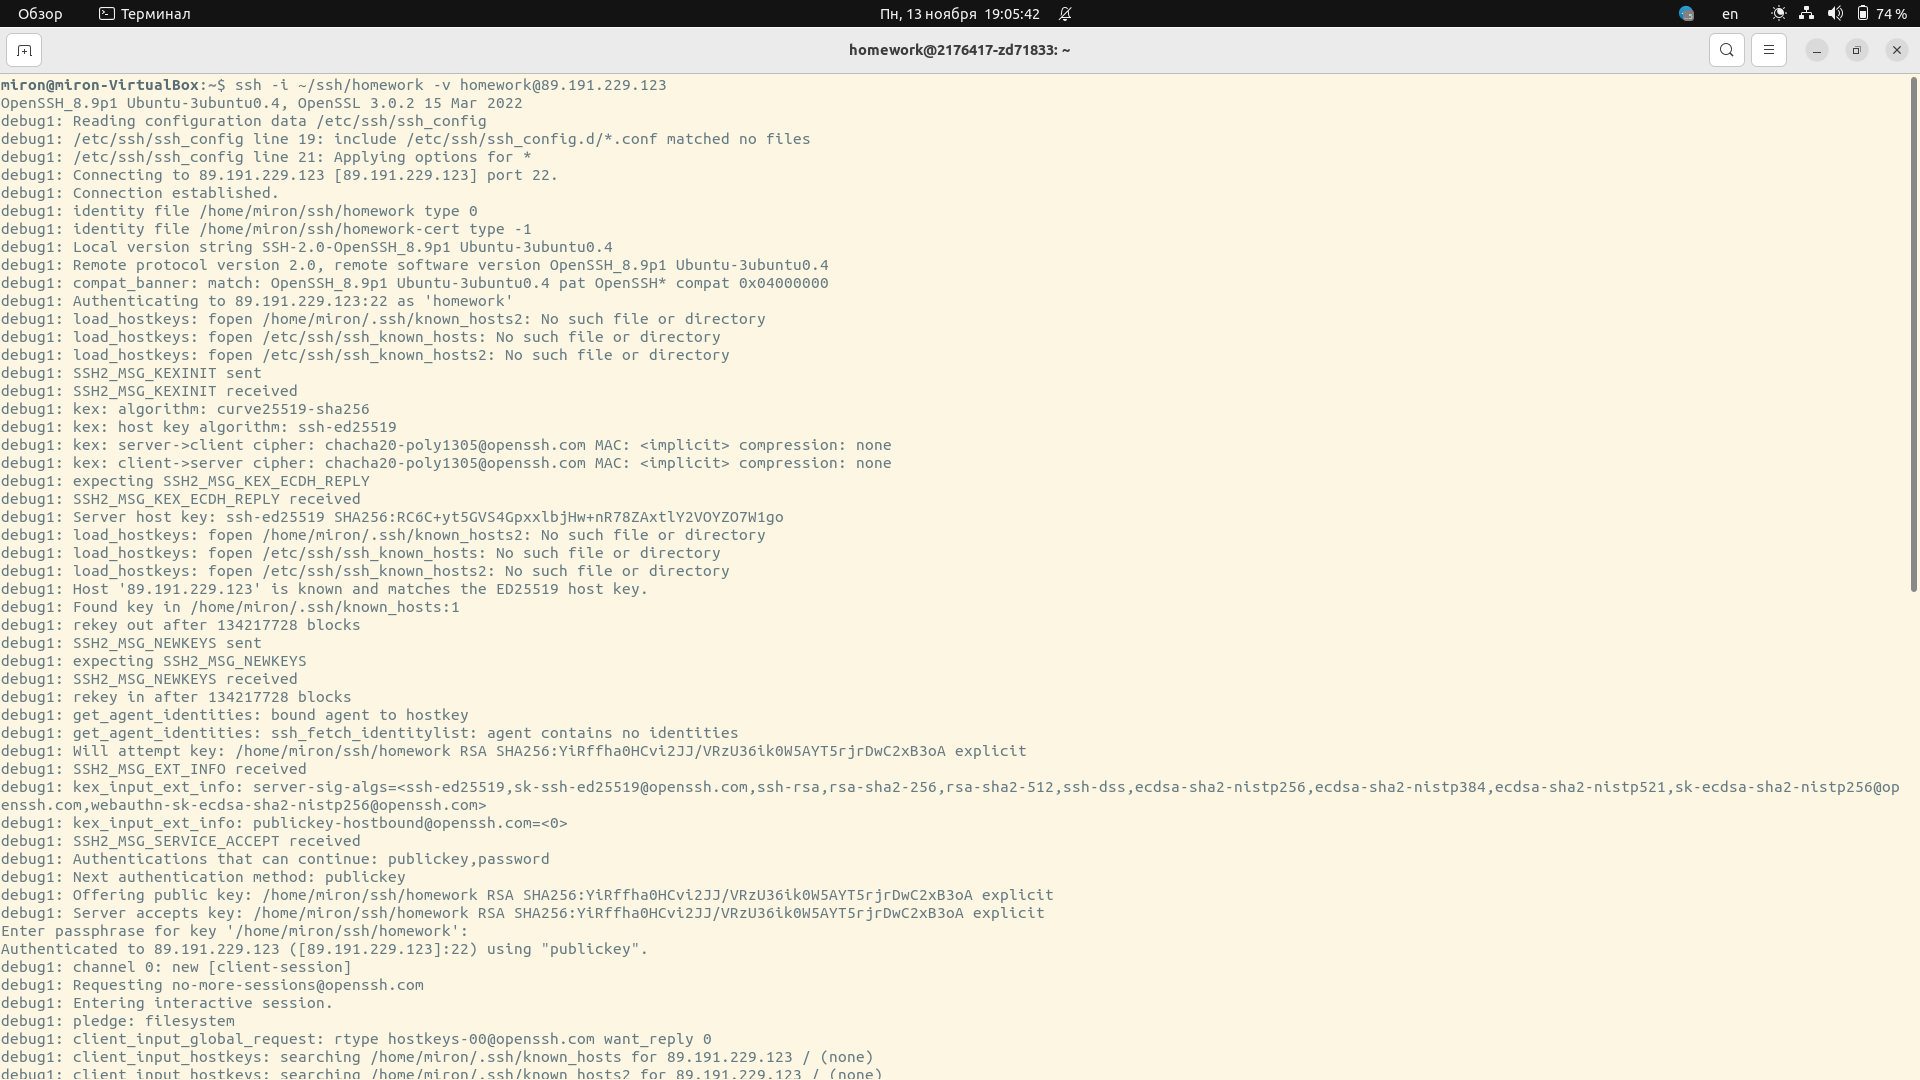 Обзор Терминал Пн, 13 ноября 19:05:42 en 74 %
homework@2176417-zd71833: ~
miron@miron-VirtualBox:~$ ssh -i ~/ssh/homework -v homework@89.191.229.123
OpenSSH_8.9p1 Ubuntu-3ubuntu0.4, OpenSSL 3.0.2 15 Mar 2022
debug1: Reading configuration data /etc/ssh/ssh_config
debug1: /etc/ssh/ssh_config line 19: include /etc/ssh/ssh_config.d/*.conf matched no files
debug1: /etc/ssh/ssh_config line 21: Applying options for *
debug1: Connecting to 89.191.229.123 [89.191.229.123] port 22.
debug1: Connection established.
debug1: identity file /home/miron/ssh/homework type 0
debug1: identity file /home/miron/ssh/homework-cert type -1
debug1: Local version string SSH-2.0-OpenSSH_8.9p1 Ubuntu-3ubuntu0.4
debug1: Remote protocol version 2.0, remote software version OpenSSH_8.9p1 Ubuntu-3ubuntu0.4
debug1: compat_banner: match: OpenSSH_8.9p1 Ubuntu-3ubuntu0.4 pat OpenSSH* compat 0x04000000
debug1: Authenticating to 89.191.229.123:22 as 'homework'
debug1: load_hostkeys: fopen /home/miron/.ssh/known_hosts2: No such file or directory
debug1: load_hostkeys: fopen /etc/ssh/ssh_known_hosts: No such file or directory
debug1: load_hostkeys: fopen /etc/ssh/ssh_known_hosts2: No such file or directory
debug1: SSH2_MSG_KEXINIT sent
debug1: SSH2_MSG_KEXINIT received
debug1: kex: algorithm: curve25519-sha256
debug1: kex: host key algorithm: ssh-ed25519
debug1: kex: server->client cipher: chacha20-poly1305@openssh.com MAC: <implicit> compression: none
debug1: kex: client->server cipher: chacha20-poly1305@openssh.com MAC: <implicit> compression: none
debug1: expecting SSH2_MSG_KEX_ECDH_REPLY
debug1: SSH2_MSG_KEX_ECDH_REPLY received
debug1: Server host key: ssh-ed25519 SHA256:RC6C+yt5GVS4GpxxlbjHw+nR78ZAxtlY2VOYZO7W1go
debug1: load_hostkeys: fopen /home/miron/.ssh/known_hosts2: No such file or directory
debug1: load_hostkeys: fopen /etc/ssh/ssh_known_hosts: No such file or directory
debug1: load_hostkeys: fopen /etc/ssh/ssh_known_hosts2: No such file or directory
debug1: Host '89.191.229.123' is known and matches the ED25519 host key.
debug1: Found key in /home/miron/.ssh/known_hosts:1
debug1: rekey out after 134217728 blocks
debug1: SSH2_MSG_NEWKEYS sent
debug1: expecting SSH2_MSG_NEWKEYS
debug1: SSH2_MSG_NEWKEYS received
debug1: rekey in after 134217728 blocks
debug1: get_agent_identities: bound agent to hostkey
debug1: get_agent_identities: ssh_fetch_identitylist: agent contains no identities
debug1: Will attempt key: /home/miron/ssh/homework RSA SHA256:YiRffha0HCvi2JJ/VRzU36ik0W5AYT5rjrDwC2xB3oA explicit
debug1: SSH2_MSG_EXT_INFO received
debug1: kex_input_ext_info: server-sig-algs=<ssh-ed25519,sk-ssh-ed25519@openssh.com,ssh-rsa,rsa-sha2-256,rsa-sha2-512,ssh-dss,ecdsa-sha2-nistp256,ecdsa-sha2-nistp384,ecdsa-sha2-nistp521,sk-ecdsa-sha2-nistp256@op
enssh.com,webauthn-sk-ecdsa-sha2-nistp256@openssh.com>
debug1: kex_input_ext_info: publickey-hostbound@openssh.com=<0>
debug1: SSH2_MSG_SERVICE_ACCEPT received
debug1: Authentications that can continue: publickey,password
debug1: Next authentication method: publickey
debug1: Offering public key: /home/miron/ssh/homework RSA SHA256:YiRffha0HCvi2JJ/VRzU36ik0W5AYT5rjrDwC2xB3oA explicit
debug1: Server accepts key: /home/miron/ssh/homework RSA SHA256:YiRffha0HCvi2JJ/VRzU36ik0W5AYT5rjrDwC2xB3oA explicit
Enter passphrase for key '/home/miron/ssh/homework':
Authenticated to 89.191.229.123 ([89.191.229.123]:22) using "publickey".
debug1: channel 0: new [client-session]
debug1: Requesting no-more-sessions@openssh.com
debug1: Entering interactive session.
debug1: pledge: filesystem
debug1: client_input_global_request: rtype hostkeys-00@openssh.com want_reply 0
debug1: client_input_hostkeys: searching /home/miron/.ssh/known_hosts for 89.191.229.123 / (none)
debug1: client_input_hostkeys: searching /home/miron/.ssh/known_hosts2 for 89.191.229.123 / (none)